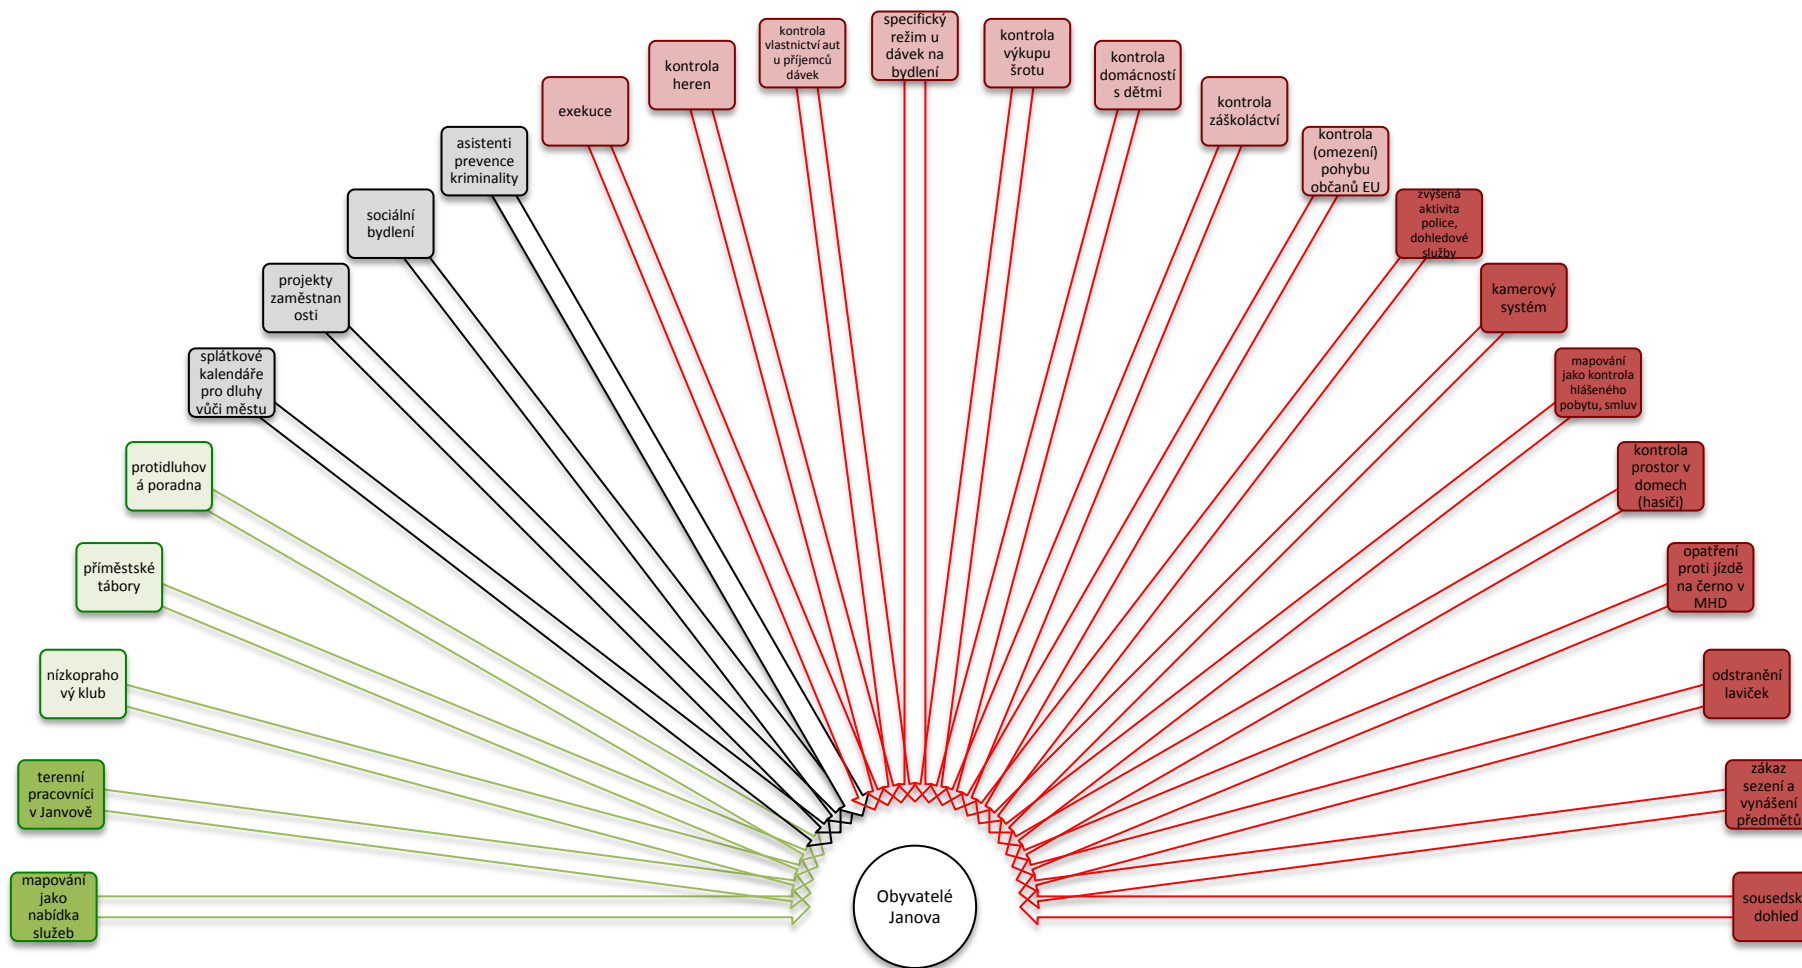 mapování
jako
nabídka
služeb
terenní
pracovníci
v Janvově
nízkopraho
vý klub
příměstské
tábory
protidluhov
á poradna
splátkové
kalendáře
pro dluhy
vůči městu
projekty
zaměstnan
osti
sociální
bydlení
asistenti
prevence
kriminality
exekuce
kontrola
heren
kontrola
vlastnictví aut
u příjemců
dávek
specifický
režim u
dávek na
bydlení
kontrola
výkupu
šrotu
kontrola
domácností
s dětmi
kontrola
záškoláctví
kontrola
(omezení)
pohybu
občanů EU
zvýšená
aktivita
police,
dohledové
služby
kamerový
systém
mapování
jako kontrola
hlášeného
pobytu, smluv
kontrola
prostor v
domech
(hasiči)
opatření
proti jízdě
na černo v
MHD
odstranění
laviček
zákaz
sezení a
vynášení
předmětů
sousedsk
dohled
Obyvatelé
Janova